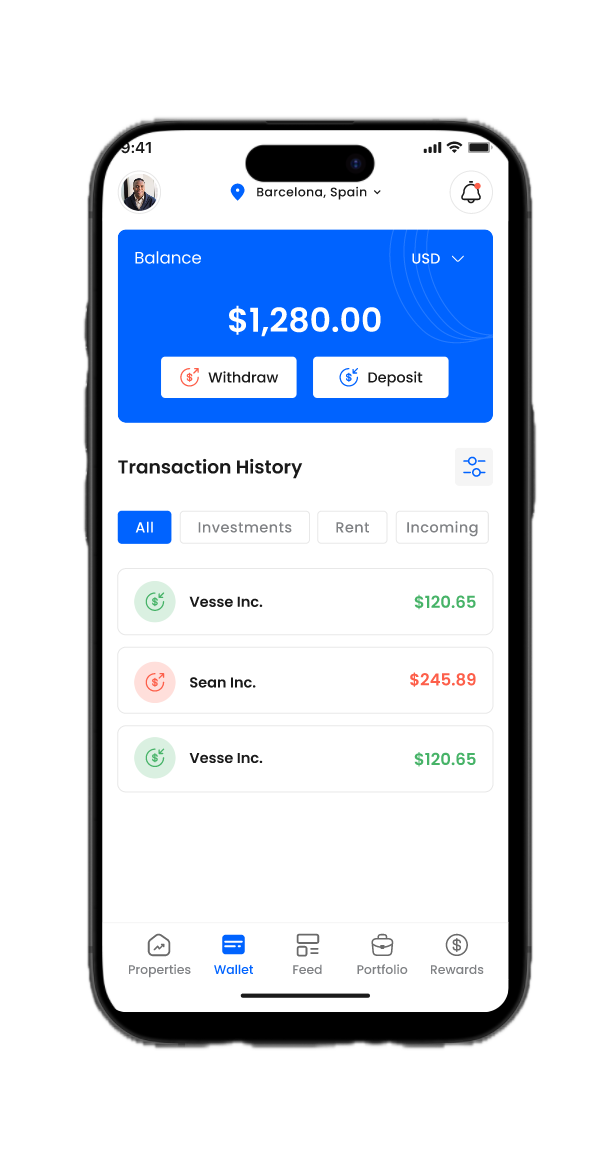 9:41
Barcelona, Spain
Balance
USD
$1,280.00
Withdraw
Deposit
Transaction History
All
Investments
Rent
Incoming
Vesse Inc.
$120.65
Sean Inc.
$245.89
Vesse Inc.
$120.65
Properties
Wallet
Feed
Portfolio
Rewards